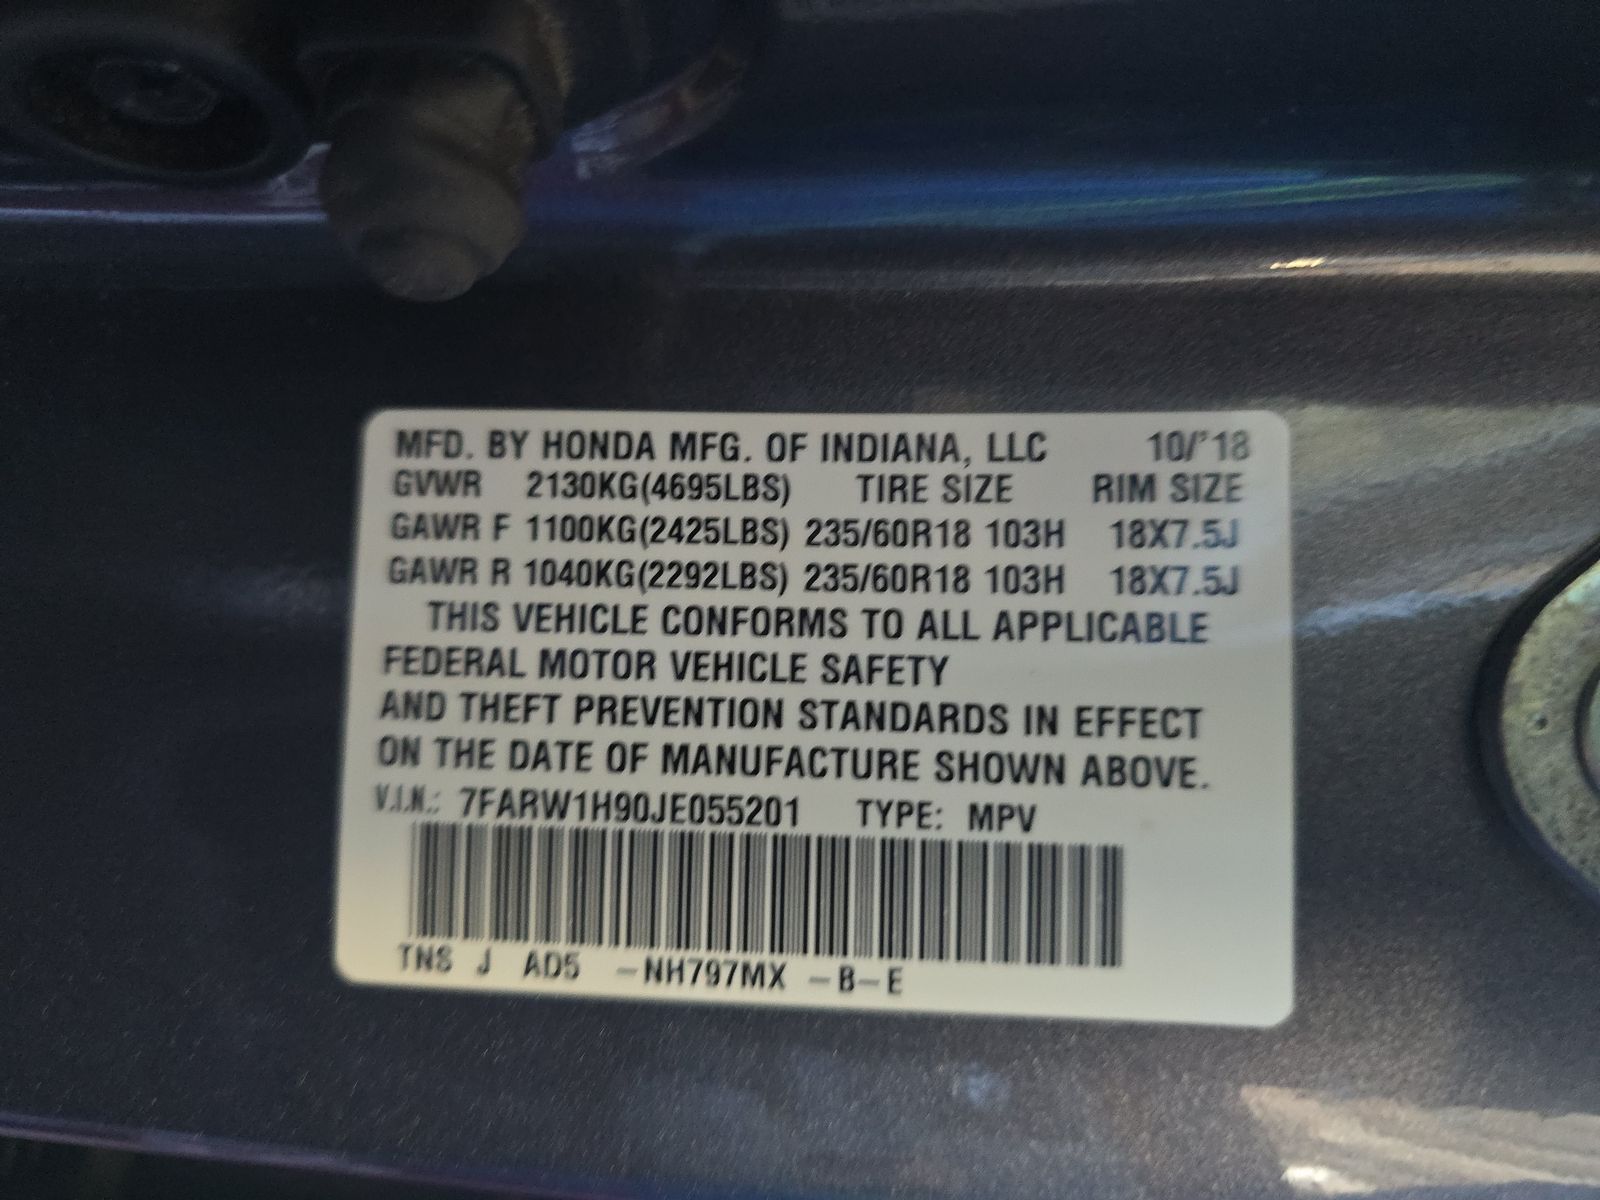 MFD. BY HONDA MFG. OF INDIANA, LLC 10/'18
GVWR 2130KG(4695LBS) TIRE SIZE RIM SIZE
GAWR F 1100KG(2425LBS) 235/60R18 103H 18X7.5J
GAWR R 1040KG(2292LBS) 235/60R18 103H 18X7.5J
THIS VEHICLE CONFORMS TO ALL APPLICABLE
FEDERAL MOTOR VEHICLE SAFETY
AND THEFT PREVENTION STANDARDS IN EFFECT
ON THE DATE OF MANUFACTURE SHOWN ABOVE.
V.I.N.: 7FARW1H90JE055201 TYPE: MPV
TNS J AD5 -NH797MX -B-E